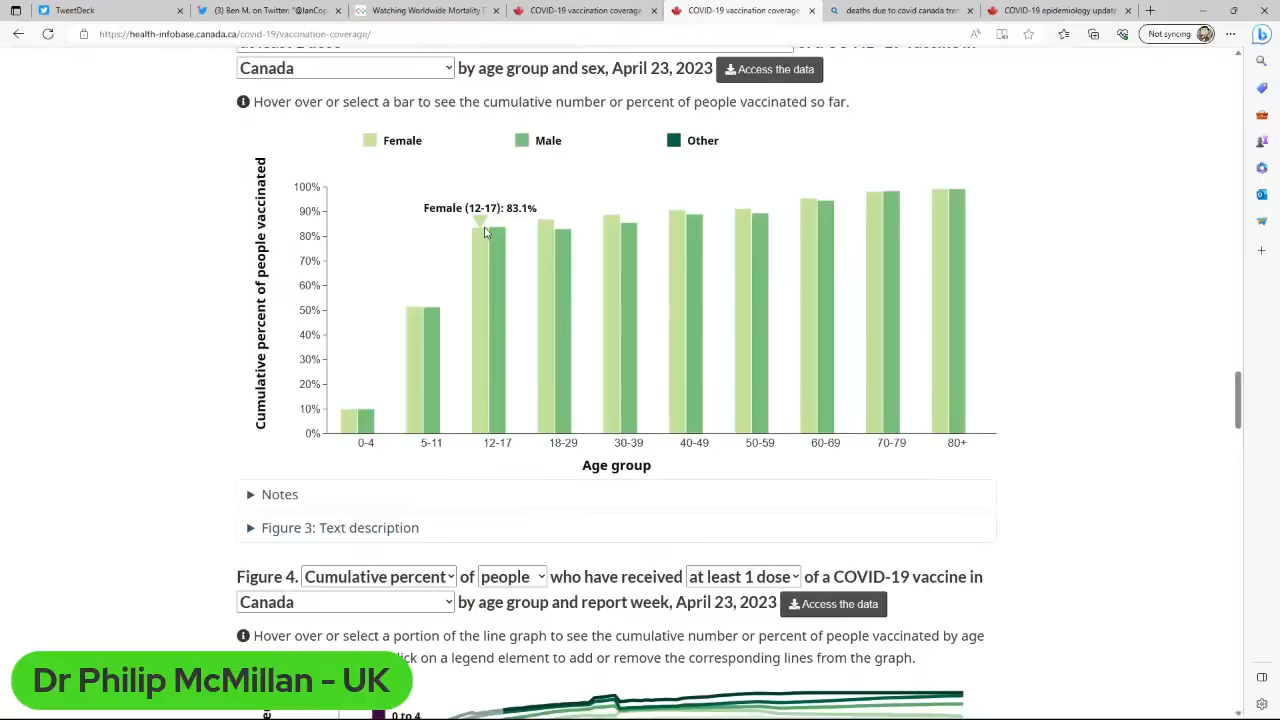 TweetDeck
(2) Ben M. on Twitter: "@JanCop
Worldwide Mortality D
COVID-19 vaccination coverage
COVID-19 vaccination coverage
deaths due to covid canada
COVID-19 epidemiology update
https://health-infobase.canada.ca/covid-19/vaccination-coverage/
Not syncing
Canada by age group and sex, April 23, 2023 Access the data
Hover over or select a bar to see the cumulative number or percent of people vaccinated so far.
Female Male Other
Cumulative percent of people vaccinated
100%
90%
80%
70%
60%
50%
40%
30%
20%
10%
0%
Female (12-17): 83.1%
0-4 5-11 12-17 18-29 30-39 40-49 50-59 60-69 70-79 80+
Age group
Notes
Figure 3: Text description
Figure 4. Cumulative percent of people who have received at least 1 dose of a COVID-19 vaccine in
Canada by age group and report week, April 23, 2023 Access the data
Hover over or select a portion of the line graph to see the cumulative number or percent of people vaccinated by age
lick on a legend element to add or remove the corresponding lines from the graph.
0 to 4
Dr Philip McMillan - UK